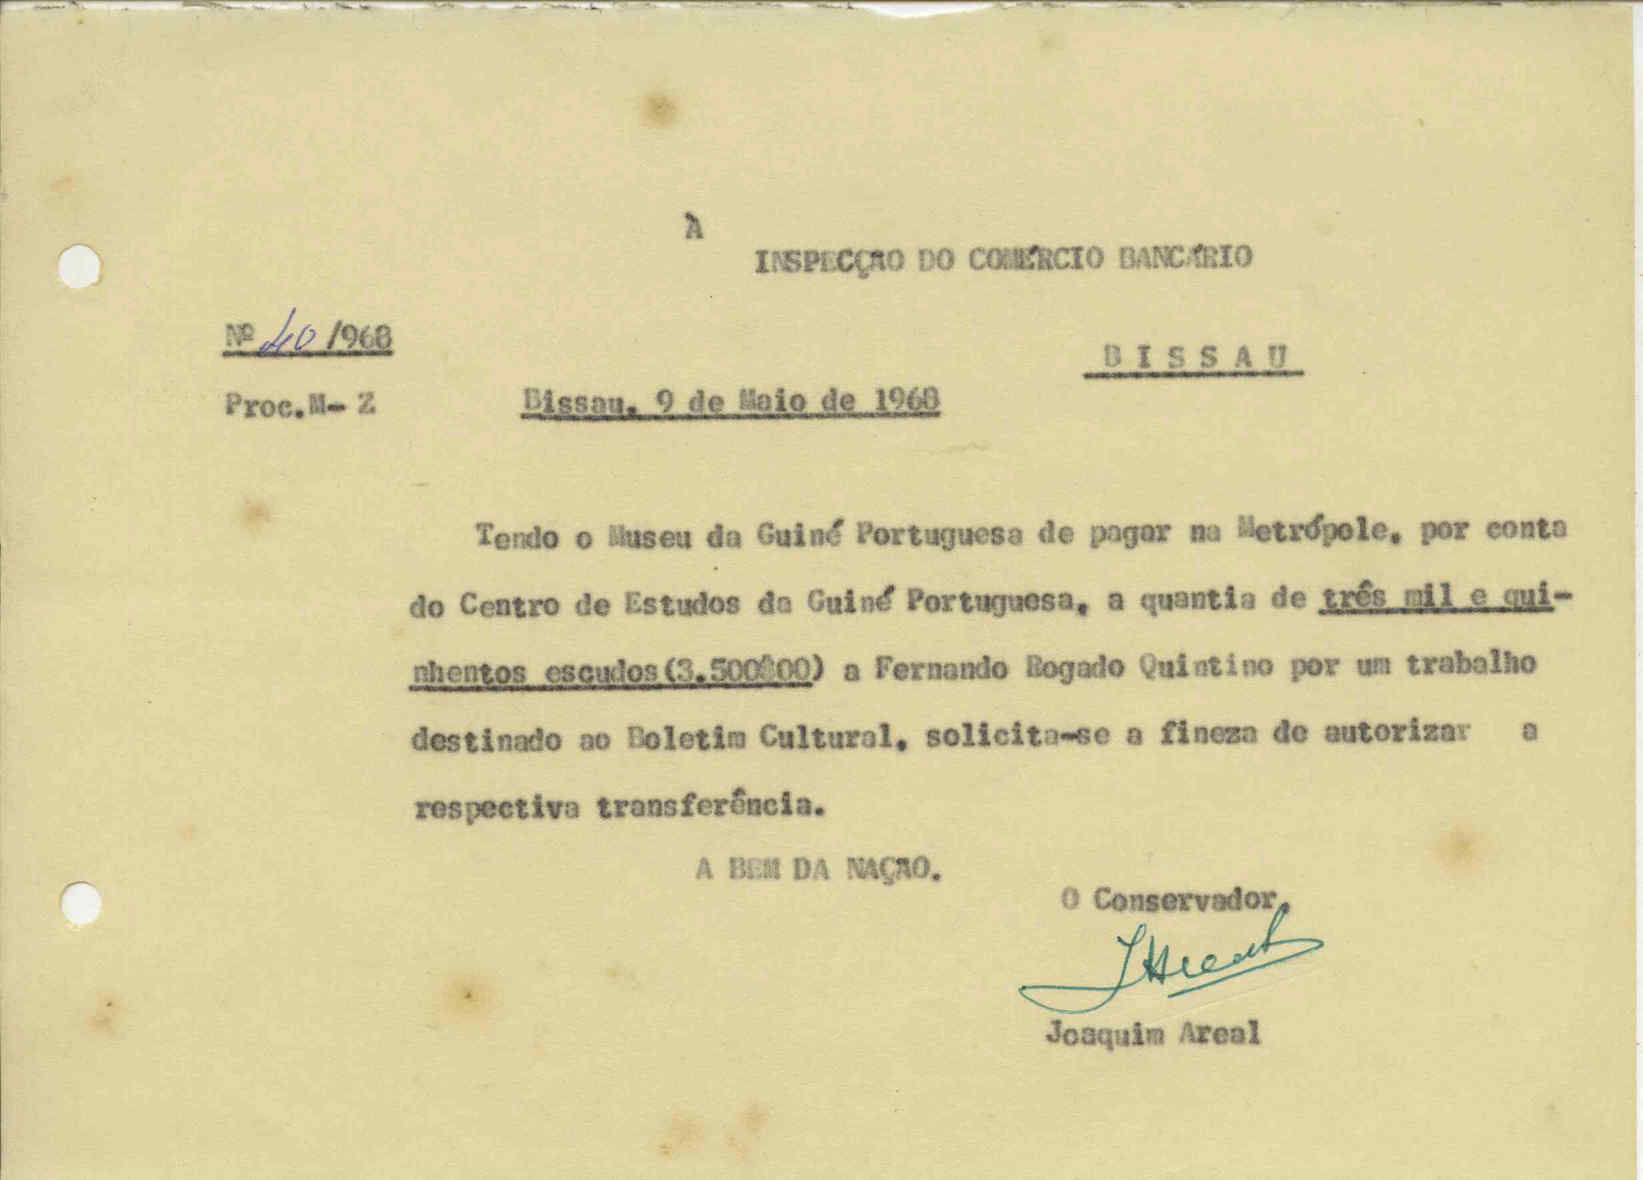 À
INSPECÇÃO DO COMÉRCIO BANCÁRIO
Nº 40/968
BISSAU
Proc.M- Z
Bissau, 9 de Maio de 1968
Tendo o Museu da Guiné Portuguesa de pagar na Metrópole, por conta
do Centro de Estudos da Guiné Portuguesa, a quantia de três mil e qui-
nhentos escudos(3.500$00) a Fernando Rogado Quintino por um trabalho
destinado ao Boletim Cultural, solicita-se a fineza de autorizar a
respectiva transferência.
A BEM DA NAÇÃO.
O Conservador,
JAreal
Joaquim Areal